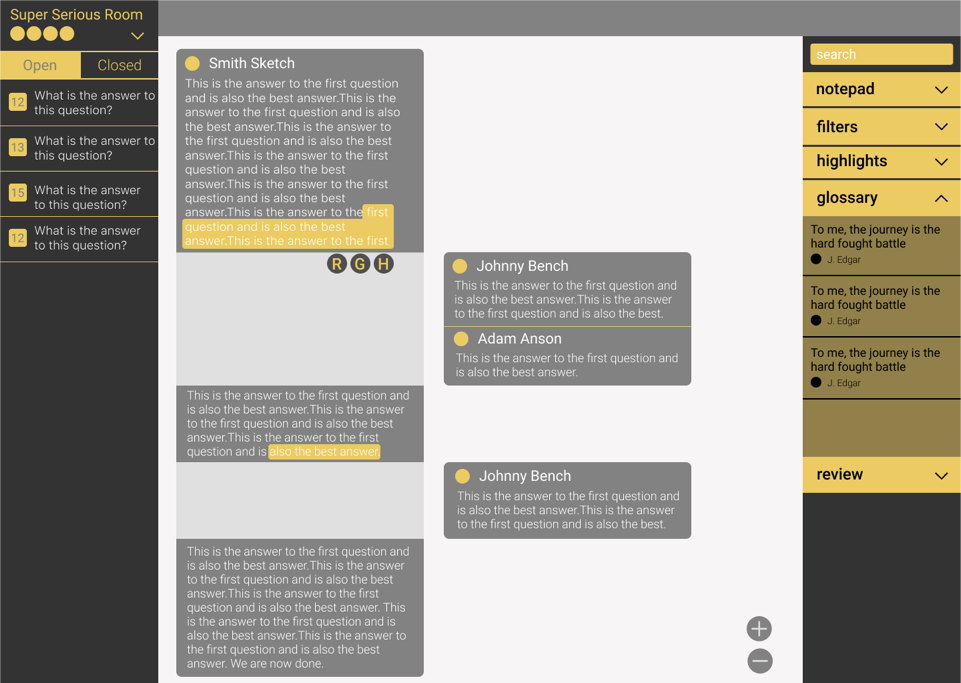 Super Serious Room
Open
Closed
12
What is the answer to
this question?
13
What is the answer to
this question?
15
What is the answer
to this question?
12
What is the answer
to this question?
Smith Sketch
This is the answer to the first question
and is also the best answer.This is the
answer to the first question and is also
the best answer.This is the answer to
the first question and is also the best
answer.This is the answer to the first
question and is also the best
answer.This is the answer to the first
question and is also the best
answer.This is the answer to the first
question and is also the best
answer.This is the answer to the first
R G H
This is the answer to the first question and
is also the best answer.This is the answer
to the first question and is also the best
answer.This is the answer to the first
question and is also the best answer.
This is the answer to the first question and
is also the best answer.This is the answer
to the first question and is also the best
answer.This is the answer to the first
question and is also the best answer. This
is the answer to the first question and is
also the best answer.This is the answer to
the first question and is also the best
answer. We are now done.
Johnny Bench
This is the answer to the first question and
is also the best answer.This is the answer
to the first question and is also the best.
Adam Anson
This is the answer to the first question and
is also the best answer.
Johnny Bench
This is the answer to the first question and
is also the best answer.This is the answer
to the first question and is also the best.
search
notepad
filters
highlights
glossary
To me, the journey is the
hard fought battle
J. Edgar
To me, the journey is the
hard fought battle
J. Edgar
To me, the journey is the
hard fought battle
J. Edgar
review